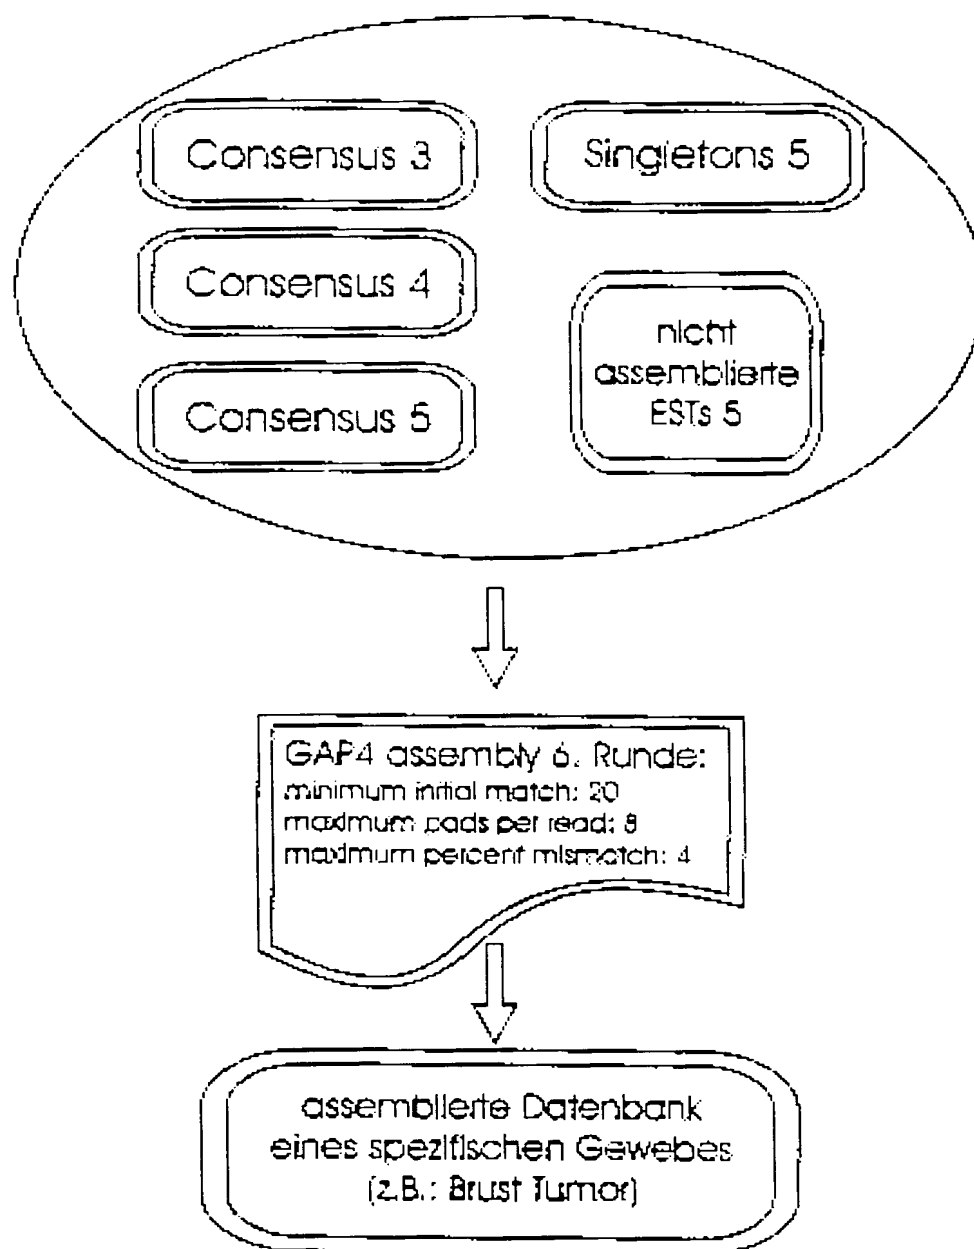 Consensus 3
Singletons 5
Consensus 4
nicht
assemblierte
ESTs 5
Consensus 5
GAP4 assembly 6. Runde:
minimum initial match: 20
maximum pads per read: 8
maximum percent mismatch: 4
assemblierte Datenbank
eines spezifischen Gewebes
(z.B.: Brust Tumor)